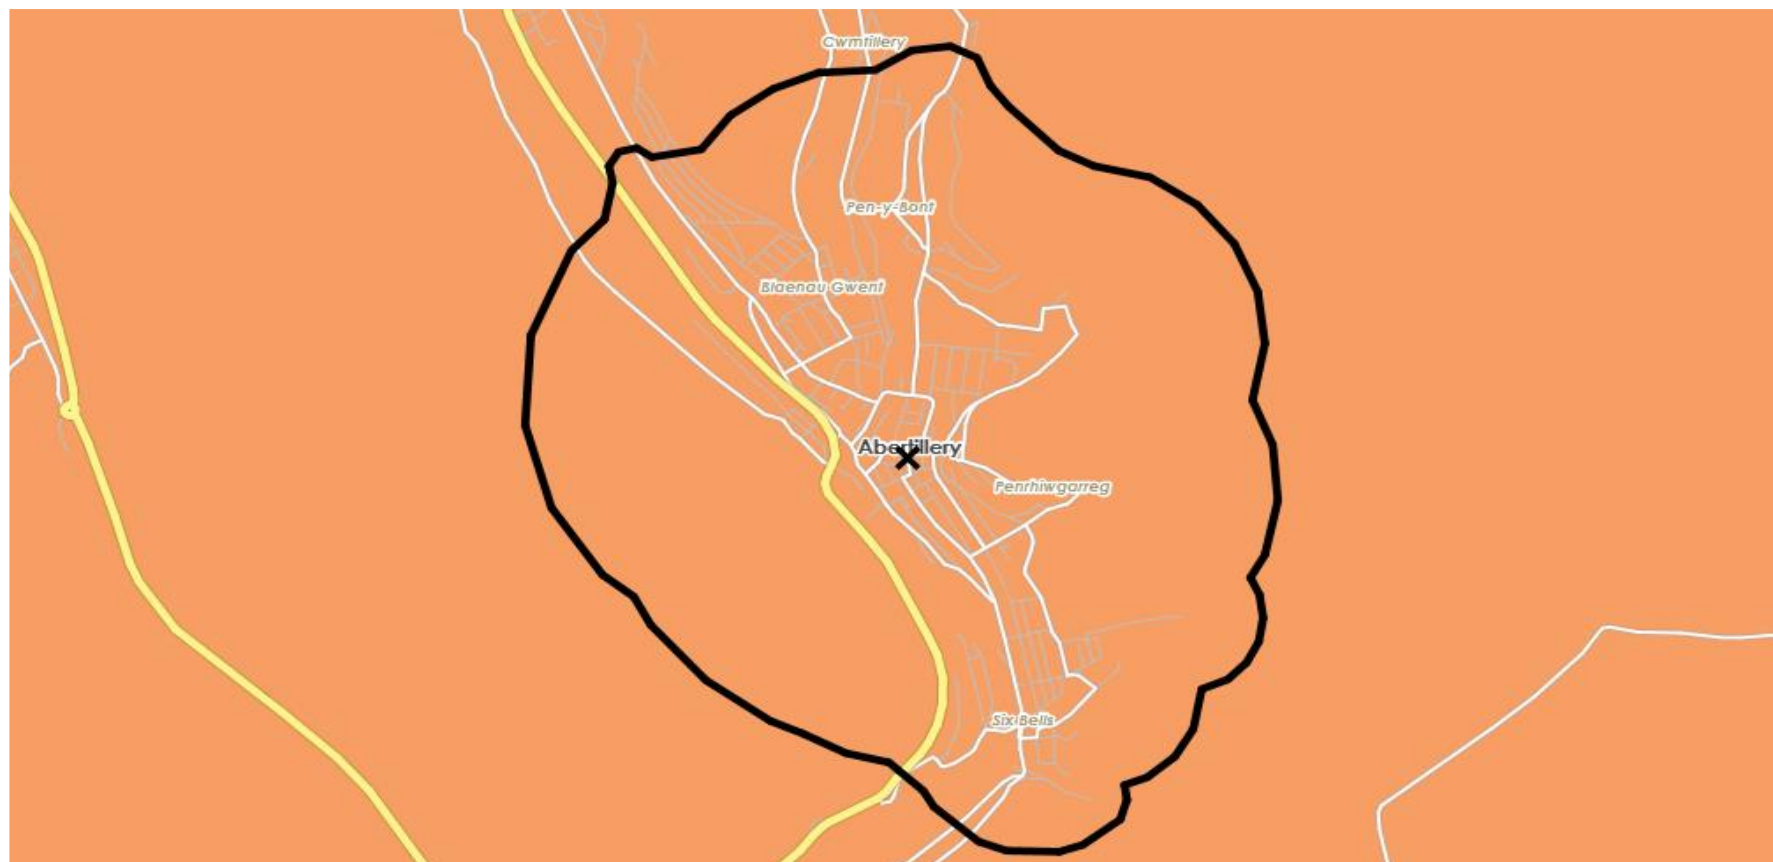 Cwmtillery
Pen-y-Bont
Blaenau Gwent
Abertillery
Penrhiwgarreg
Six Bells